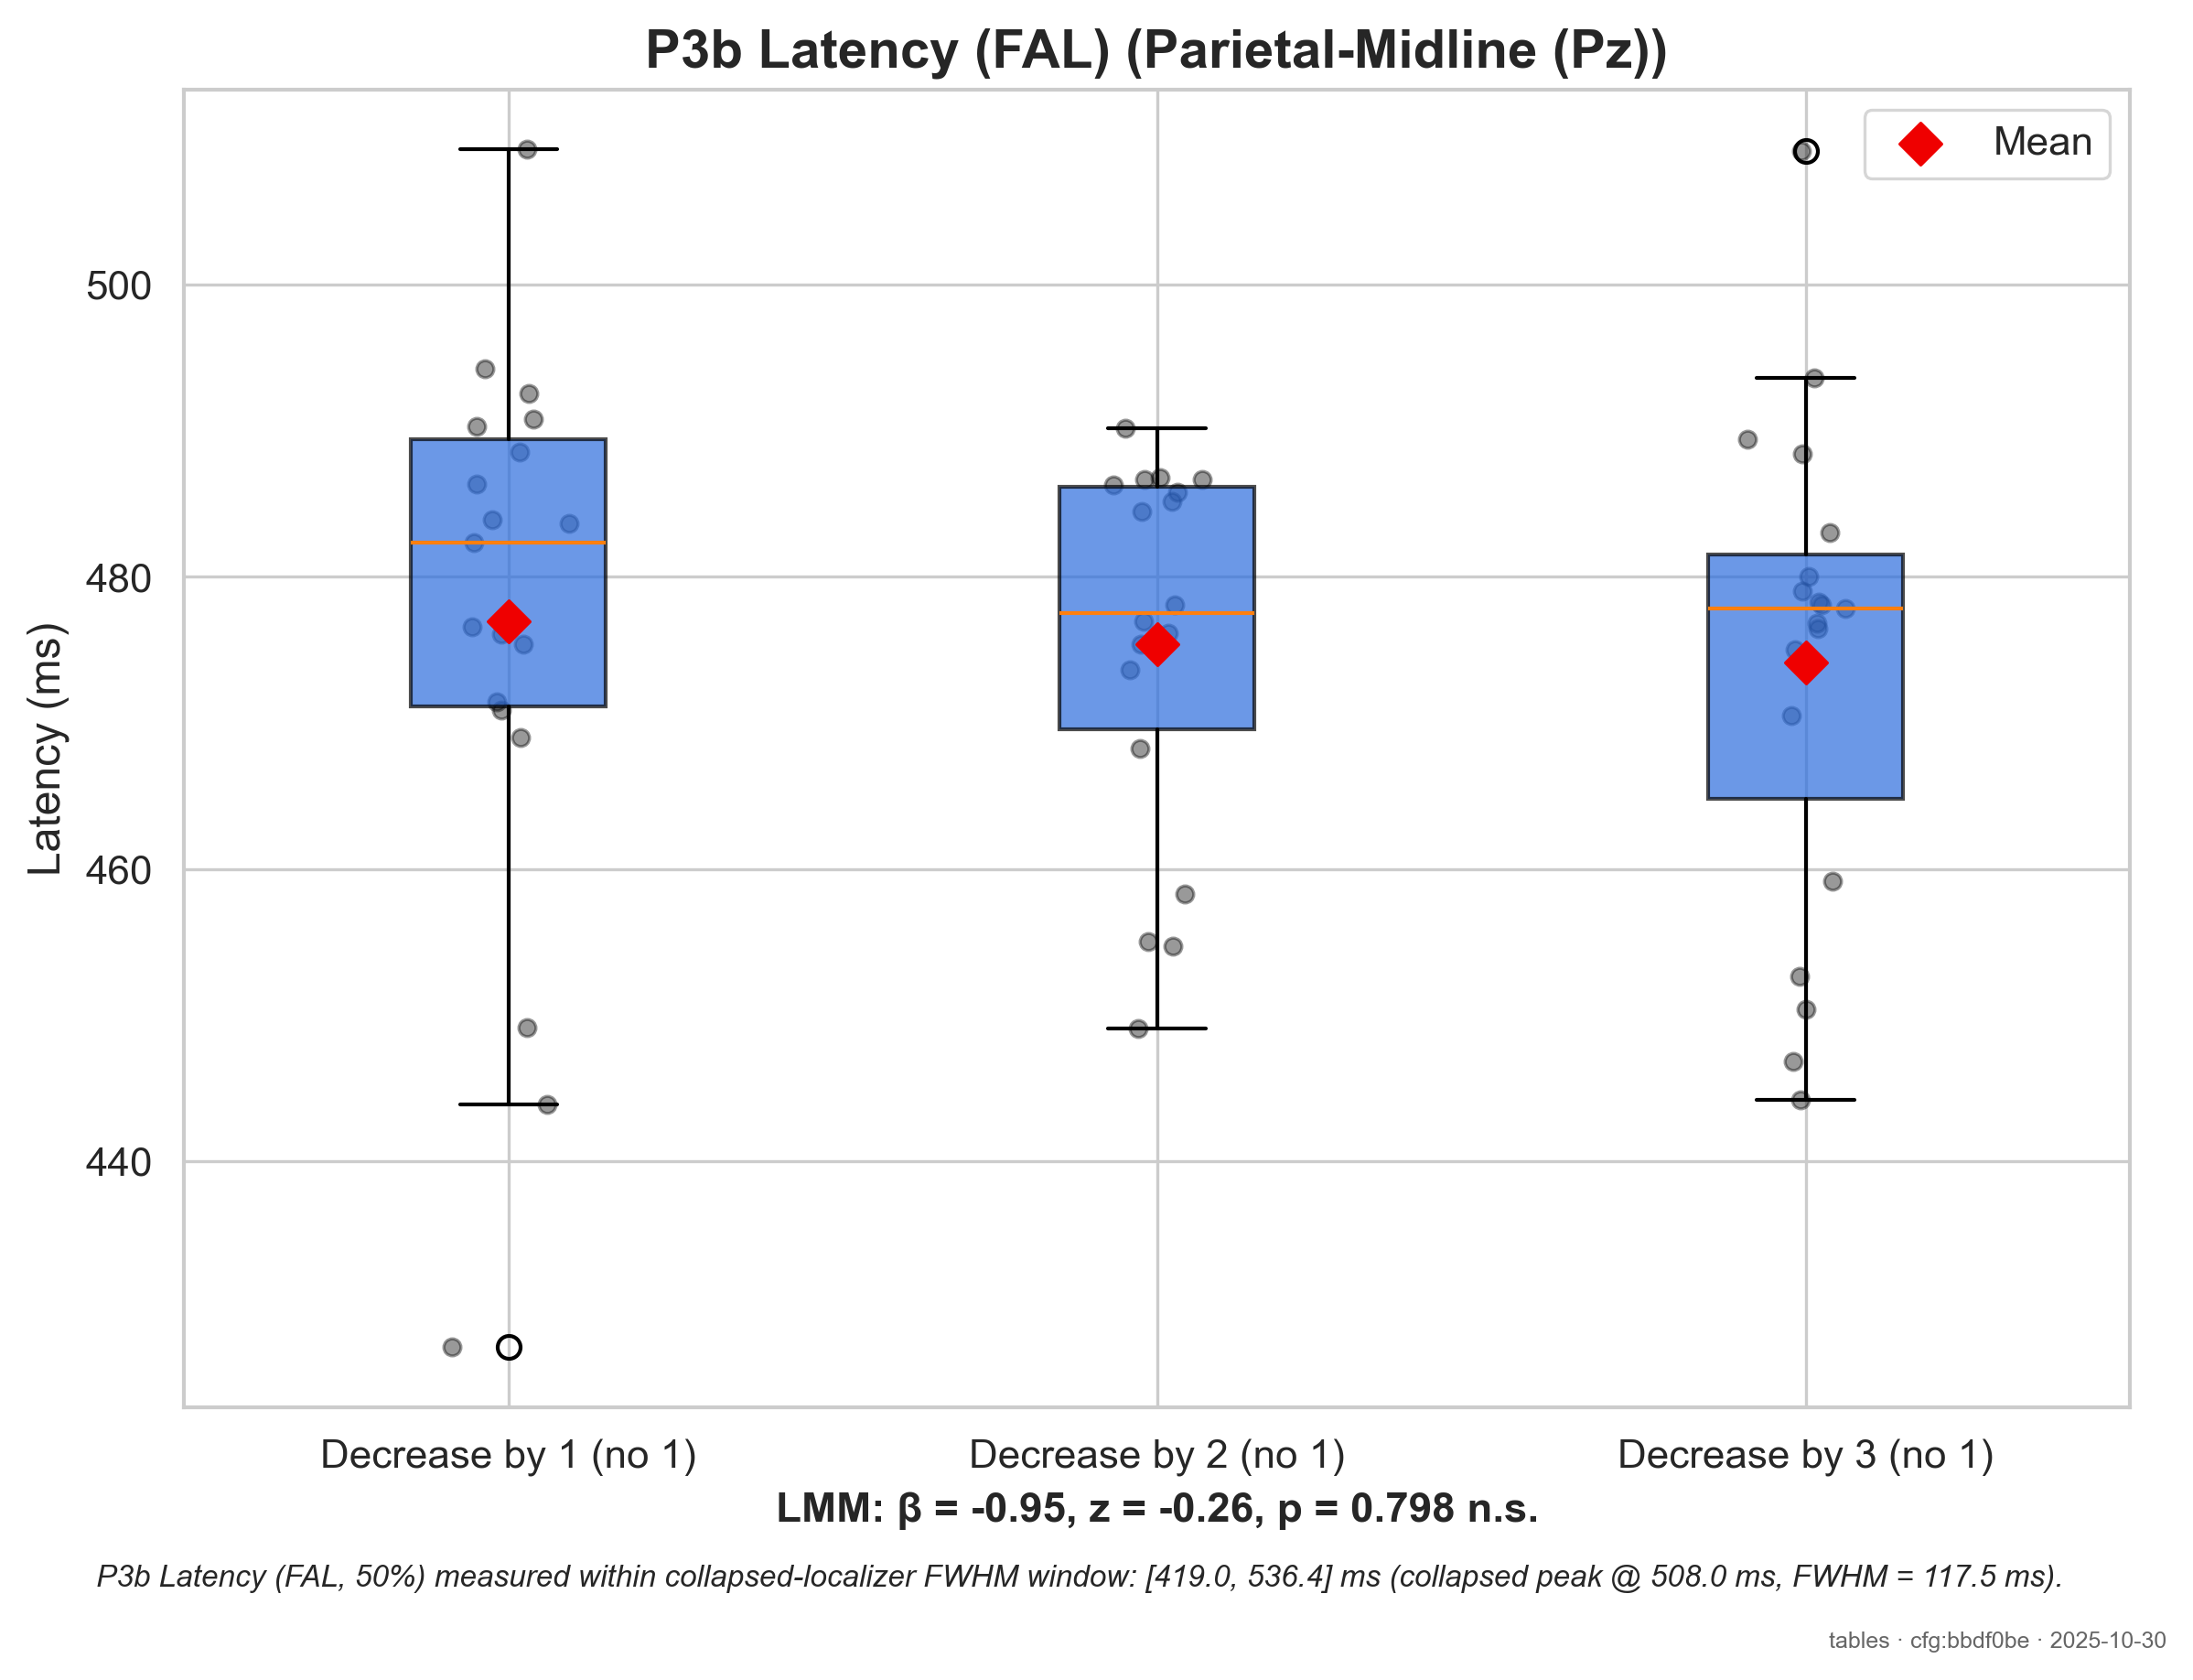 P3b Latency (FAL) (Parietal-Midline (Pz))
Mean
Latency (ms)
500
480
460
440
Decrease by 1 (no 1)
Decrease by 2 (no 1)
Decrease by 3 (no 1)
LMM: β = -0.95, z = -0.26, p = 0.798 n.s.
P3b Latency (FAL, 50%) measured within collapsed-localizer FWHM window: [419.0, 536.4] ms (collapsed peak @ 508.0 ms, FWHM = 117.5 ms).
tables · cfg:bbdf0be · 2025-10-30